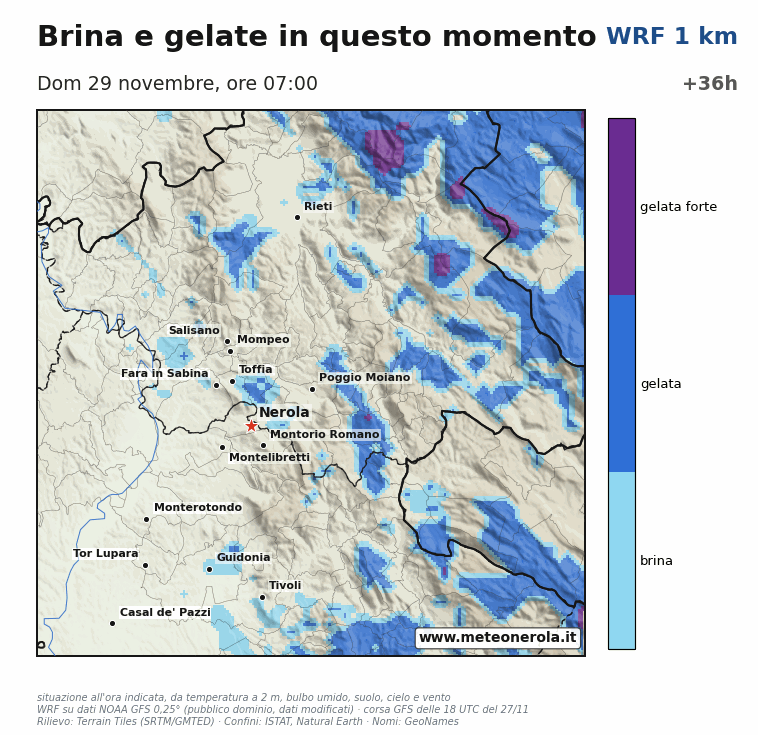 Brina e gelate in questo momento WRF 1 km
Dom 29 novembre, ore 07:00 +36h
Rieti
gelata forte
Salisano
Mompeo
Fara in Sabina
Toffia
Poggio Moiano
gelata
Nerola
Montorio Romano
Montelibretti
Monterotondo
Tor Lupara
Guidonia
brina
Tivoli
Casal de' Pazzi
www.meteonerola.it
situazione all'ora indicata, da temperatura a 2 m, bulbo umido, suolo, cielo e vento
WRF su dati NOAA GFS 0,25° (pubblico dominio, dati modificati) · corsa GFS delle 18 UTC del 27/11
Rilievo: Terrain Tiles (SRTM/GMTED) · Confini: ISTAT, Natural Earth · Nomi: GeoNames